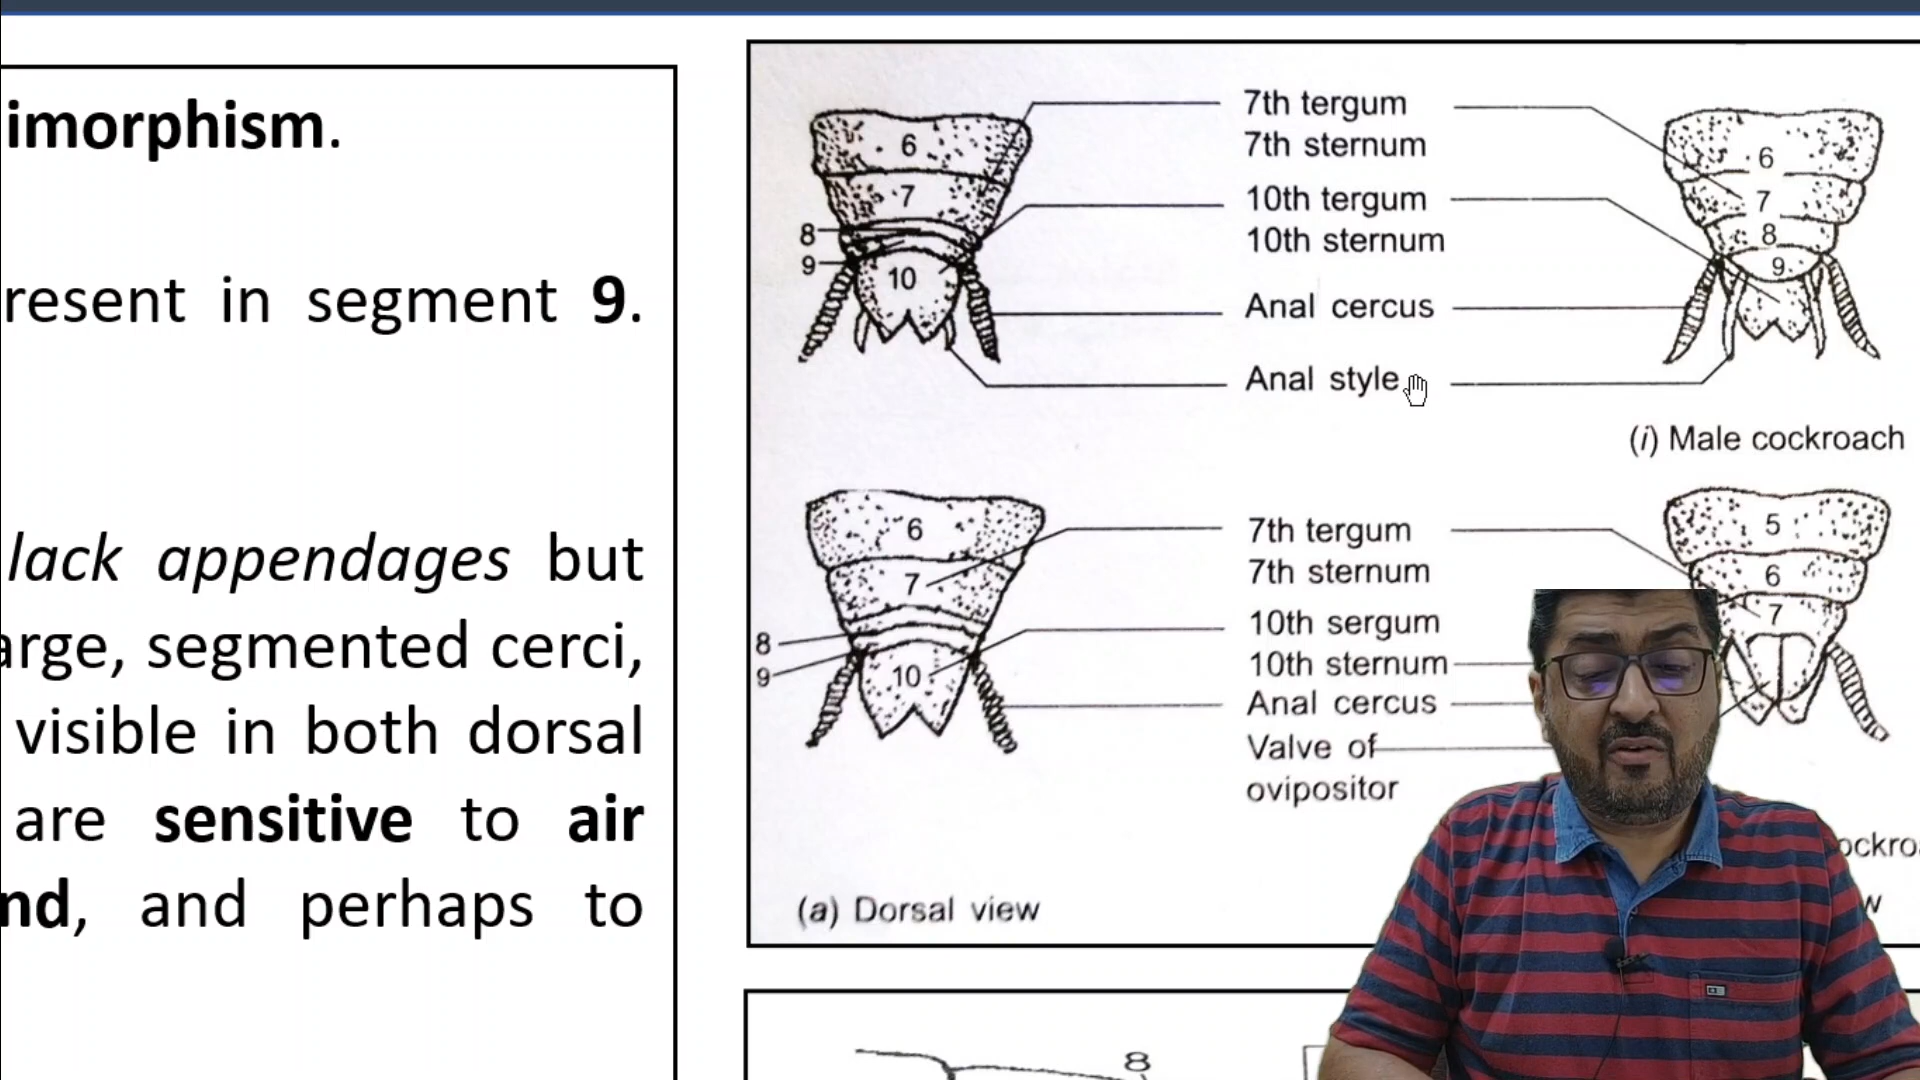 imorphism.
resent in segment 9.
lack appendages but
arge, segmented cerci,
visible in both dorsal
are sensitive to air
nd, and perhaps to
7th tergum
7th sternum
10th tergum
10th sternum
Anal cercus
Anal style
6
7
8
9
10
6
7
8
9
(i) Male cockroach
7th tergum
7th sternum
10th sergum
10th sternum
Anal cercus
Valve of
ovipositor
6
7
8
9
10
5
6
7
ockro
(a) Dorsal view
w
8